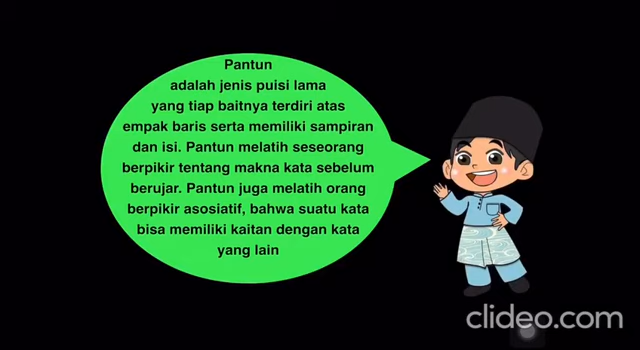 Pantun
adalah jenis puisi lama
yang tiap baitnya terdiri atas
empak baris serta memiliki sampiran
dan isi. Pantun melatih seseorang
berpikir tentang makna kata sebelum
berujar. Pantun juga melatih orang
berpikir asosiatif, bahwa suatu kata
bisa memiliki kaitan dengan kata
yang lain
clideo.com